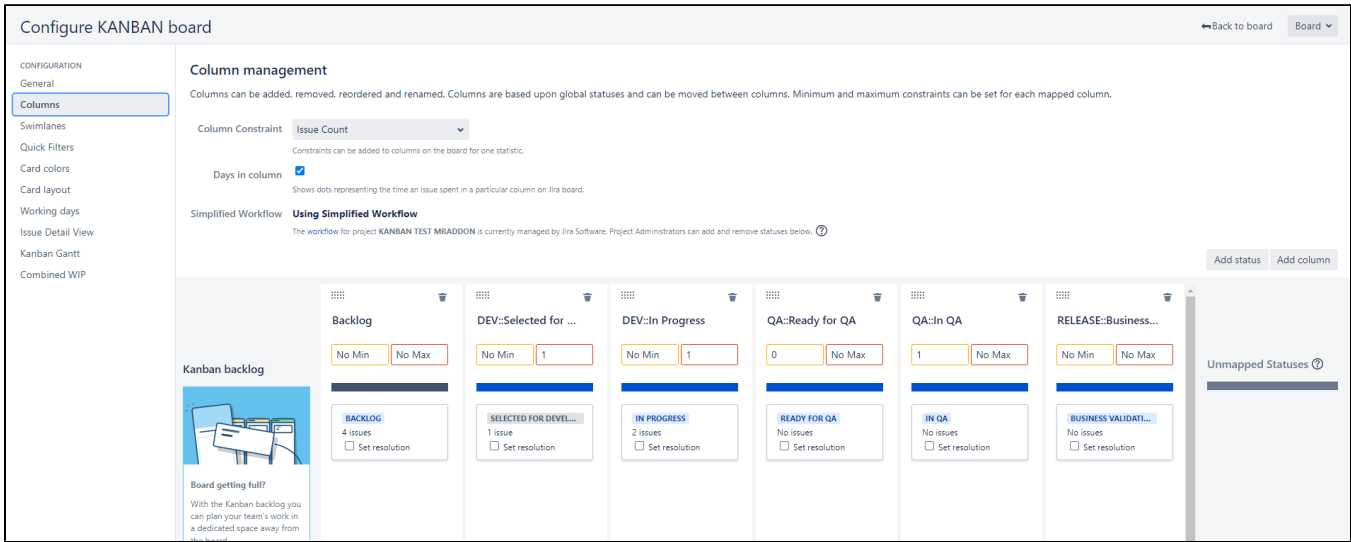 Configure KANBAN board
Back to board
Board
CONFIGURATION
General
Columns
Swimlanes
Quick Filters
Card colors
Card layout
Working days
Issue Detail View
Kanban Gantt
Combined WIP
Column management
Columns can be added, removed, reordered and renamed. Columns are based upon global statuses and can be moved between columns. Minimum and maximum constraints can be set for each mapped column.
Column Constraint Issue Count
Constraints can be added to columns on the board for one statistic.
Days in column
Shows dots representing the time an issue spent in a particular column on Jira board.
Simplified Workflow Using Simplified Workflow
The workflow for project KANBAN TEST MRADDON is currently managed by Jira Software. Project Administrators can add and remove statuses below.
Add status Add column
Kanban backlog
Board getting full?
With the Kanban backlog you
can plan your team's work in
a dedicated space away from
the board
Backlog
No Min No Max
BACKLOG
4 issues
Set resolution
DEV::Selected for ...
No Min 1
SELECTED FOR DEVEL...
1 issue
Set resolution
DEV::In Progress
No Min 1
IN PROGRESS
2 issues
Set resolution
QA::Ready for QA
0 No Max
READY FOR QA
No issues
Set resolution
QA::In QA
1 No Max
IN QA
No issues
Set resolution
RELEASE::Business...
No Min No Max
BUSINESS VALIDATI...
No issues
Set resolution
Unmapped Statuses